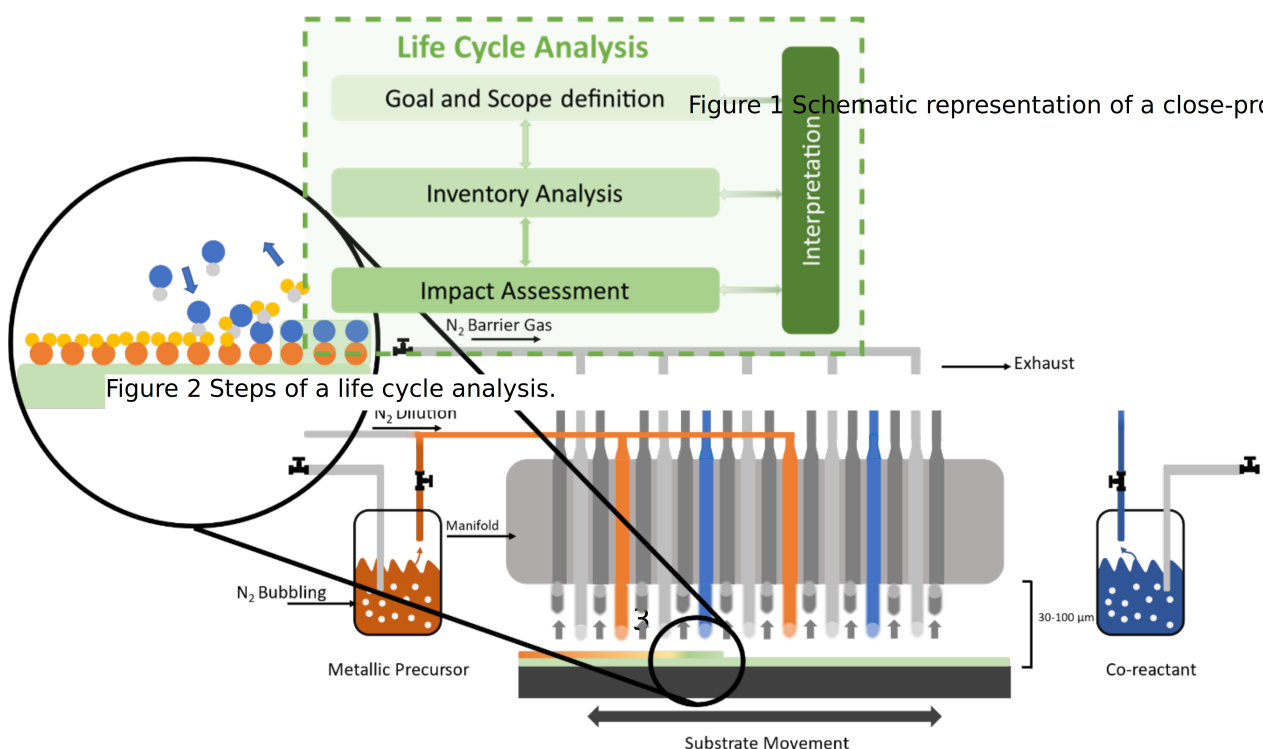 Life Cycle Analysis
Goal and Scope definition
Figure 1 Schematic representation of a close-pro
Interpretation
Inventory Analysis
Impact Assessment
N2 Barrier Gas
Exhaust
Figure 2 Steps of a life cycle analysis.
N2 Dilution
Manifold
N2 Bubbling
3
30-100 µm
Metallic Precursor
Co-reactant
Substrate Movement